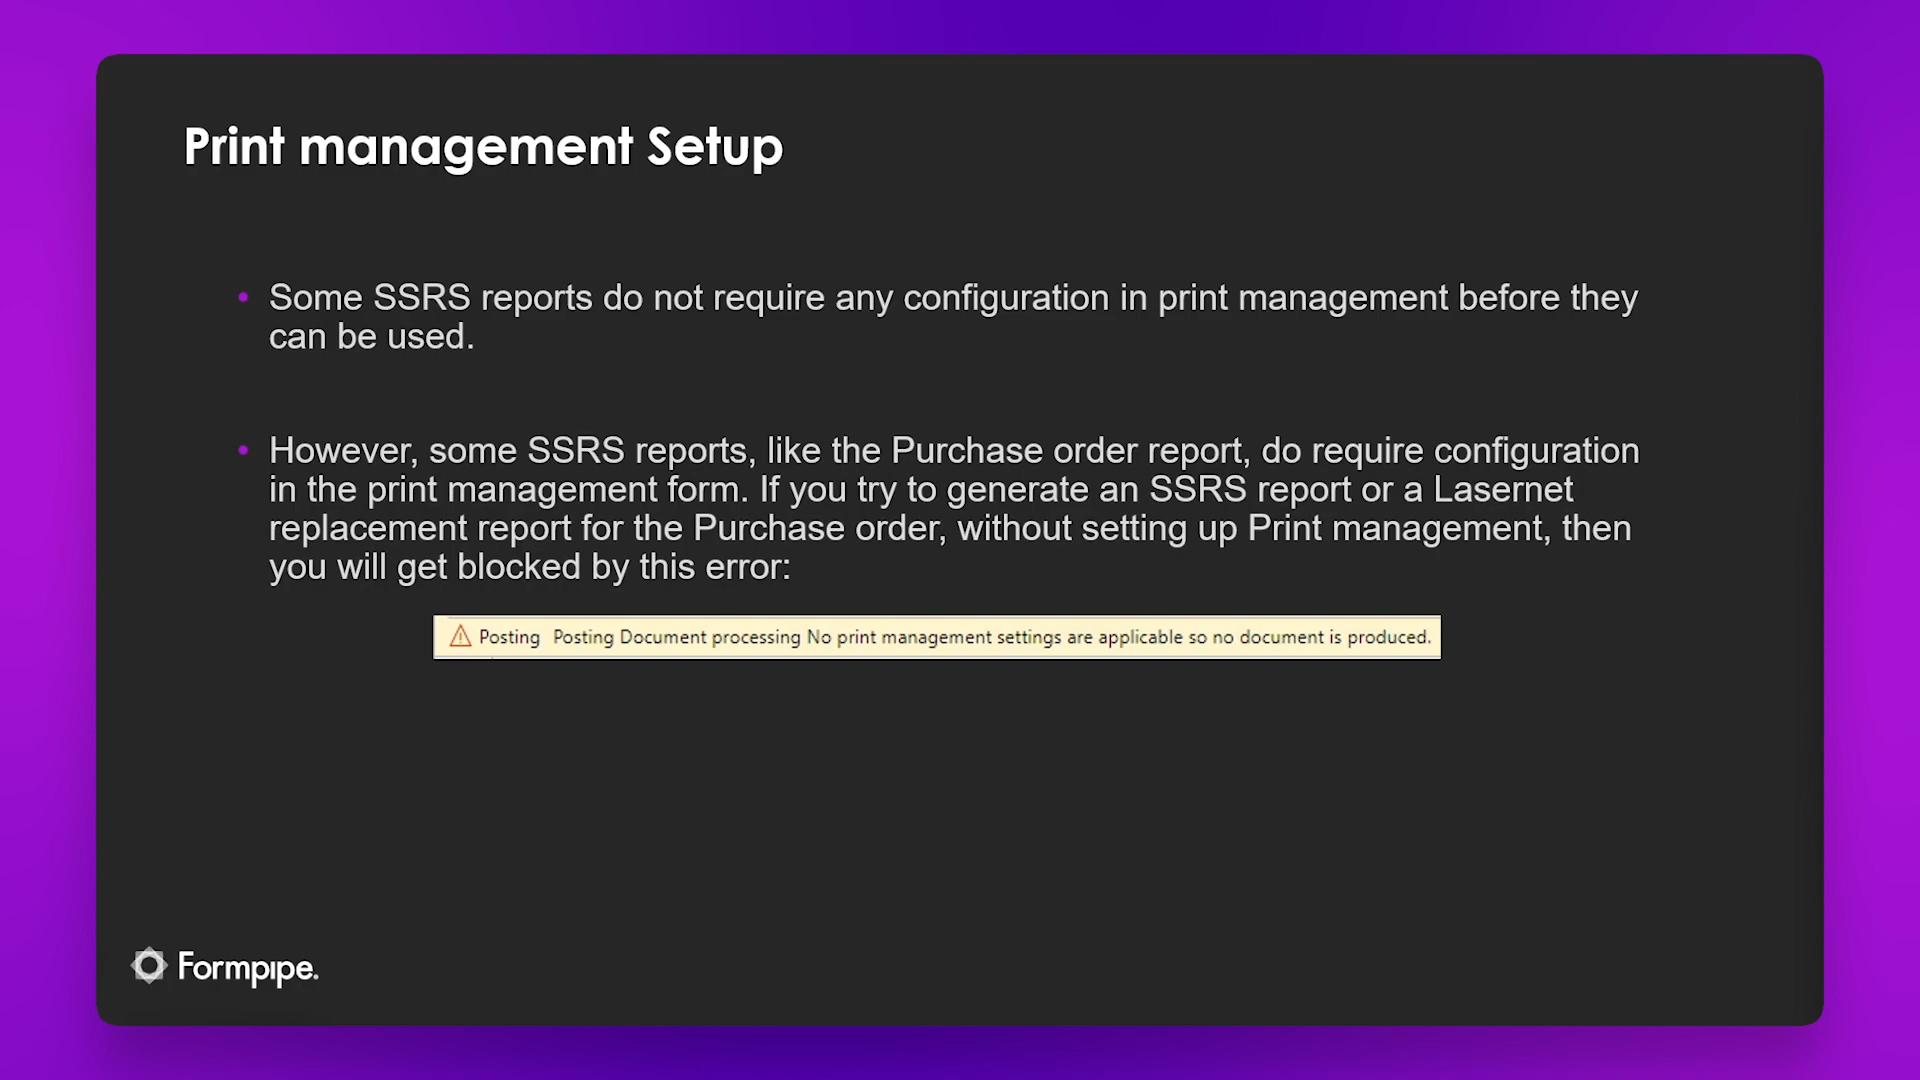 Print management Setup
• Some SSRS reports do not require any configuration in print management before they
can be used.
• However, some SSRS reports, like the Purchase order report, do require configuration
in the print management form. If you try to generate an SSRS report or a Lasernet
replacement report for the Purchase order, without setting up Print management, then
you will get blocked by this error:
Posting Posting Document processing No print management settings are applicable so no document is produced.
Formpipe.